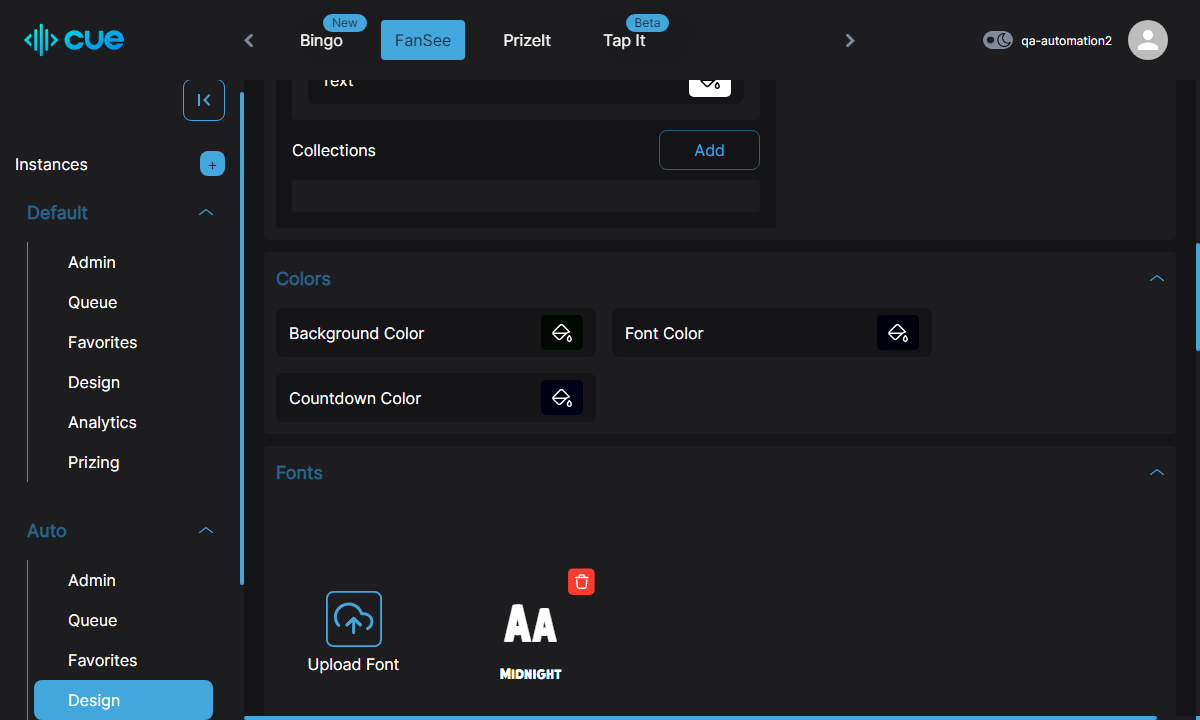 cue
New
Bingo
FanSee
PrizeIt
Beta
Tap It
qa-automation2
Text
Instances
+
Collections
Add
Default
Admin
Queue
Favorites
Design
Analytics
Prizing
Colors
Background Color
Font Color
Countdown Color
Auto
Admin
Queue
Favorites
Design
Fonts
Upload Font
AA
MIDNIGHT